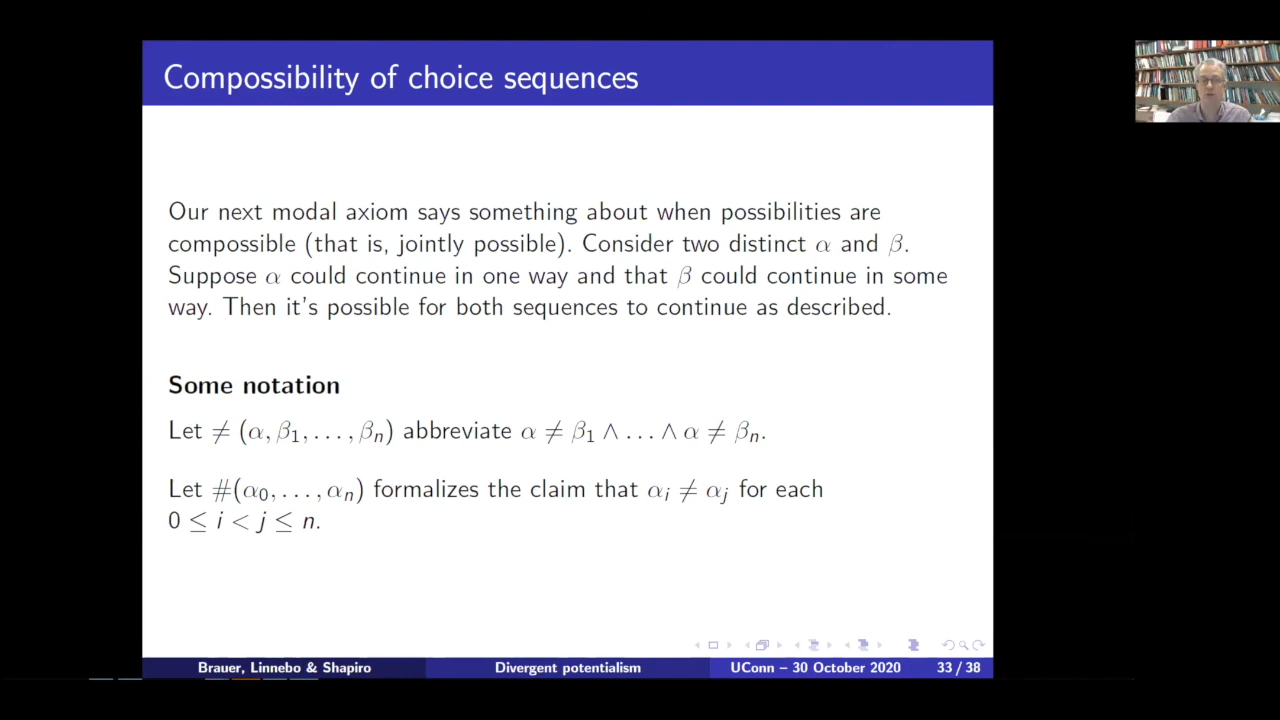 Compossibility of choice sequences
Our next modal axiom says something about when possibilities are
compossible (that is, jointly possible). Consider two distinct α and β.
Suppose α could continue in one way and that β could continue in some
way. Then it's possible for both sequences to continue as described.
Some notation
Let ≠ (α, β₁, . . . , βₙ) abbreviate α ≠ β₁ ∧ . . . ∧ α ≠ βₙ.
Let #(α₀, . . . , αₙ) formalizes the claim that αᵢ ≠ αⱼ for each
0 ≤ i < j ≤ n.
Brauer, Linnebo & Shapiro Divergent potentialism UConn – 30 October 2020 33 / 38